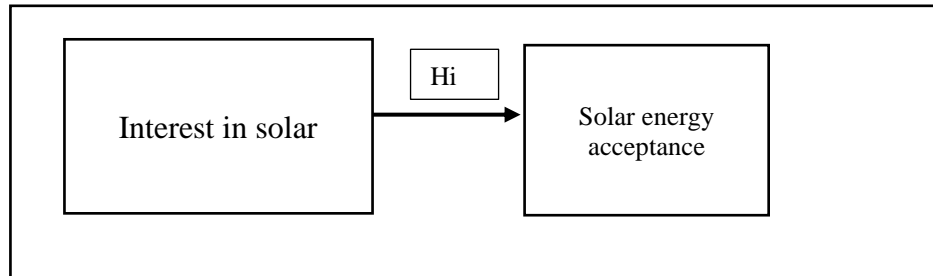 Hi
Interest in solar
Solar energy
acceptance